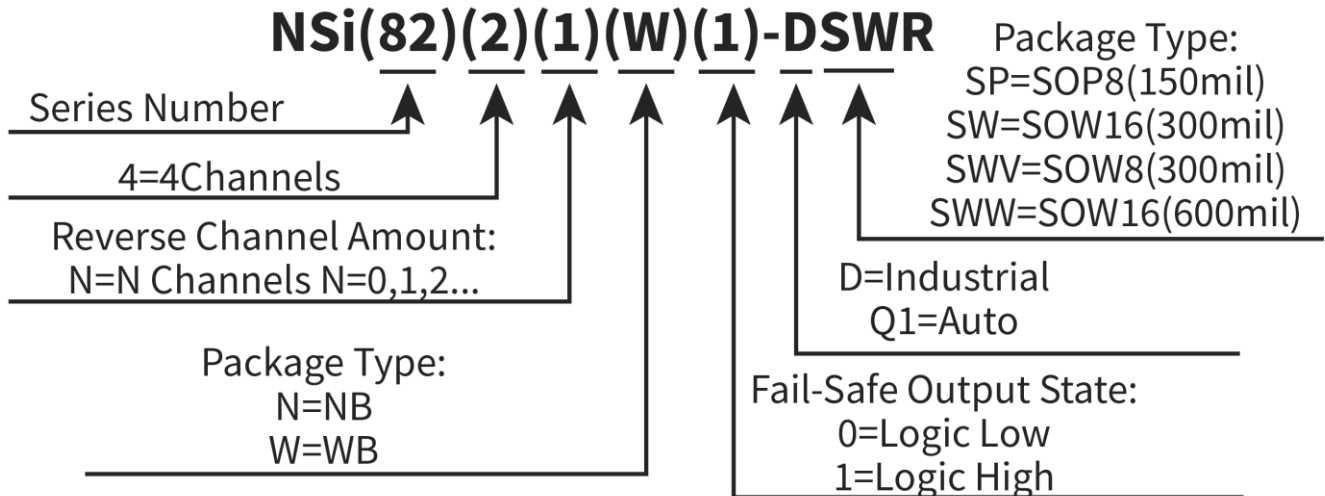 NSi(82)(2)(1)(W)(1)-DSWR
Series Number
4=4Channels
Reverse Channel Amount:
N=N Channels N=0,1,2...
Package Type:
N=NB
W=WB
Package Type:
SP=SOP8(150mil)
SW=SOW16(300mil)
SWV=SOW8(300mil)
SWW=SOW16(600mil)
D=Industrial
Q1=Auto
Fail-Safe Output State:
0=Logic Low
1=Logic High